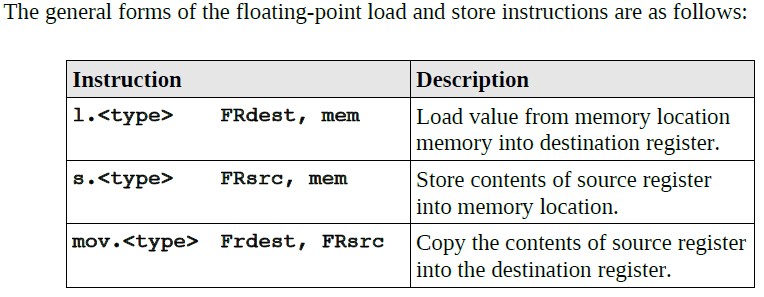 The general forms of the floating-point load and store instructions are as follows:
Instruction Description
l.<type> FRdest, mem Load value from memory location
memory into destination register.
s.<type> FRsrc, mem Store contents of source register
into memory location.
mov.<type> Frdest, FRsrc Copy the contents of source register
into the destination register.